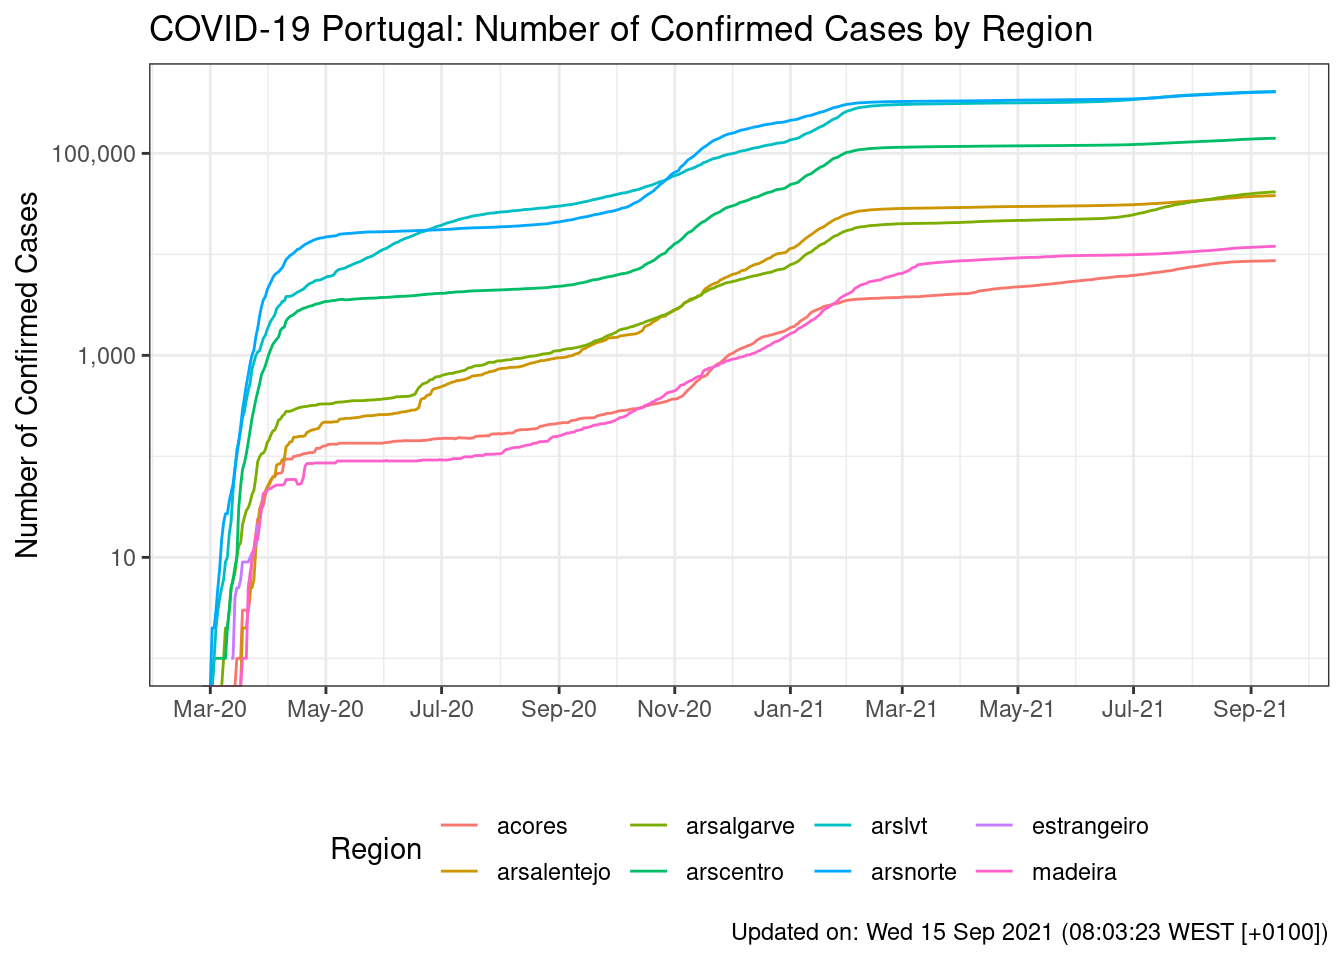 COVID-19 Portugal: Number of Confirmed Cases by Region
Number of Confirmed Cases
100,000
1,000
10
Mar-20 May-20 Jul-20 Sep-20 Nov-20 Jan-21 Mar-21 May-21 Jul-21 Sep-21
Region
acores arsalgarve arslvt estrangeiro
arsalentejo arscentro arsnorte madeira
Updated on: Wed 15 Sep 2021 (08:03:23 WEST [+0100])